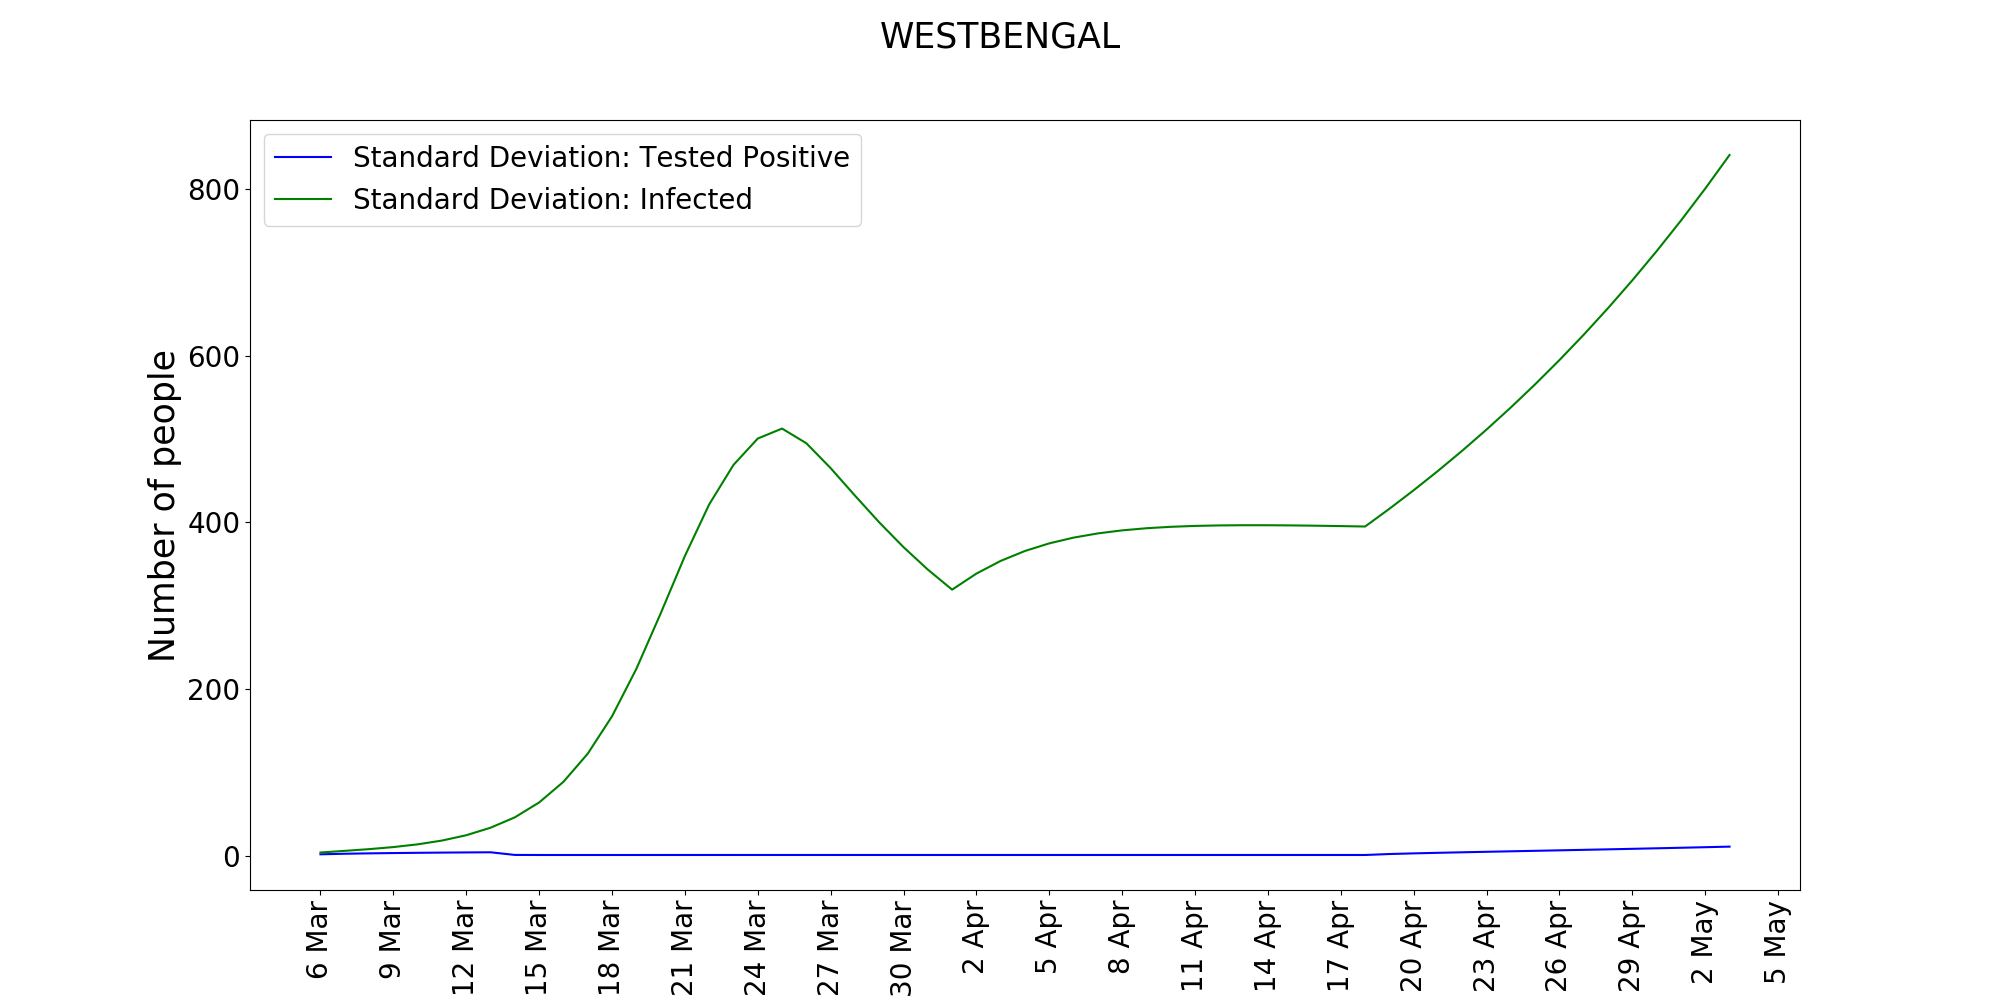 WESTBENGAL
Standard Deviation: Tested Positive
Standard Deviation: Infected
Number of people
800
600
400
200
0
6 Mar
9 Mar
12 Mar
15 Mar
18 Mar
21 Mar
24 Mar
27 Mar
30 Mar
2 Apr
5 Apr
8 Apr
11 Apr
14 Apr
17 Apr
20 Apr
23 Apr
26 Apr
29 Apr
2 May
5 May